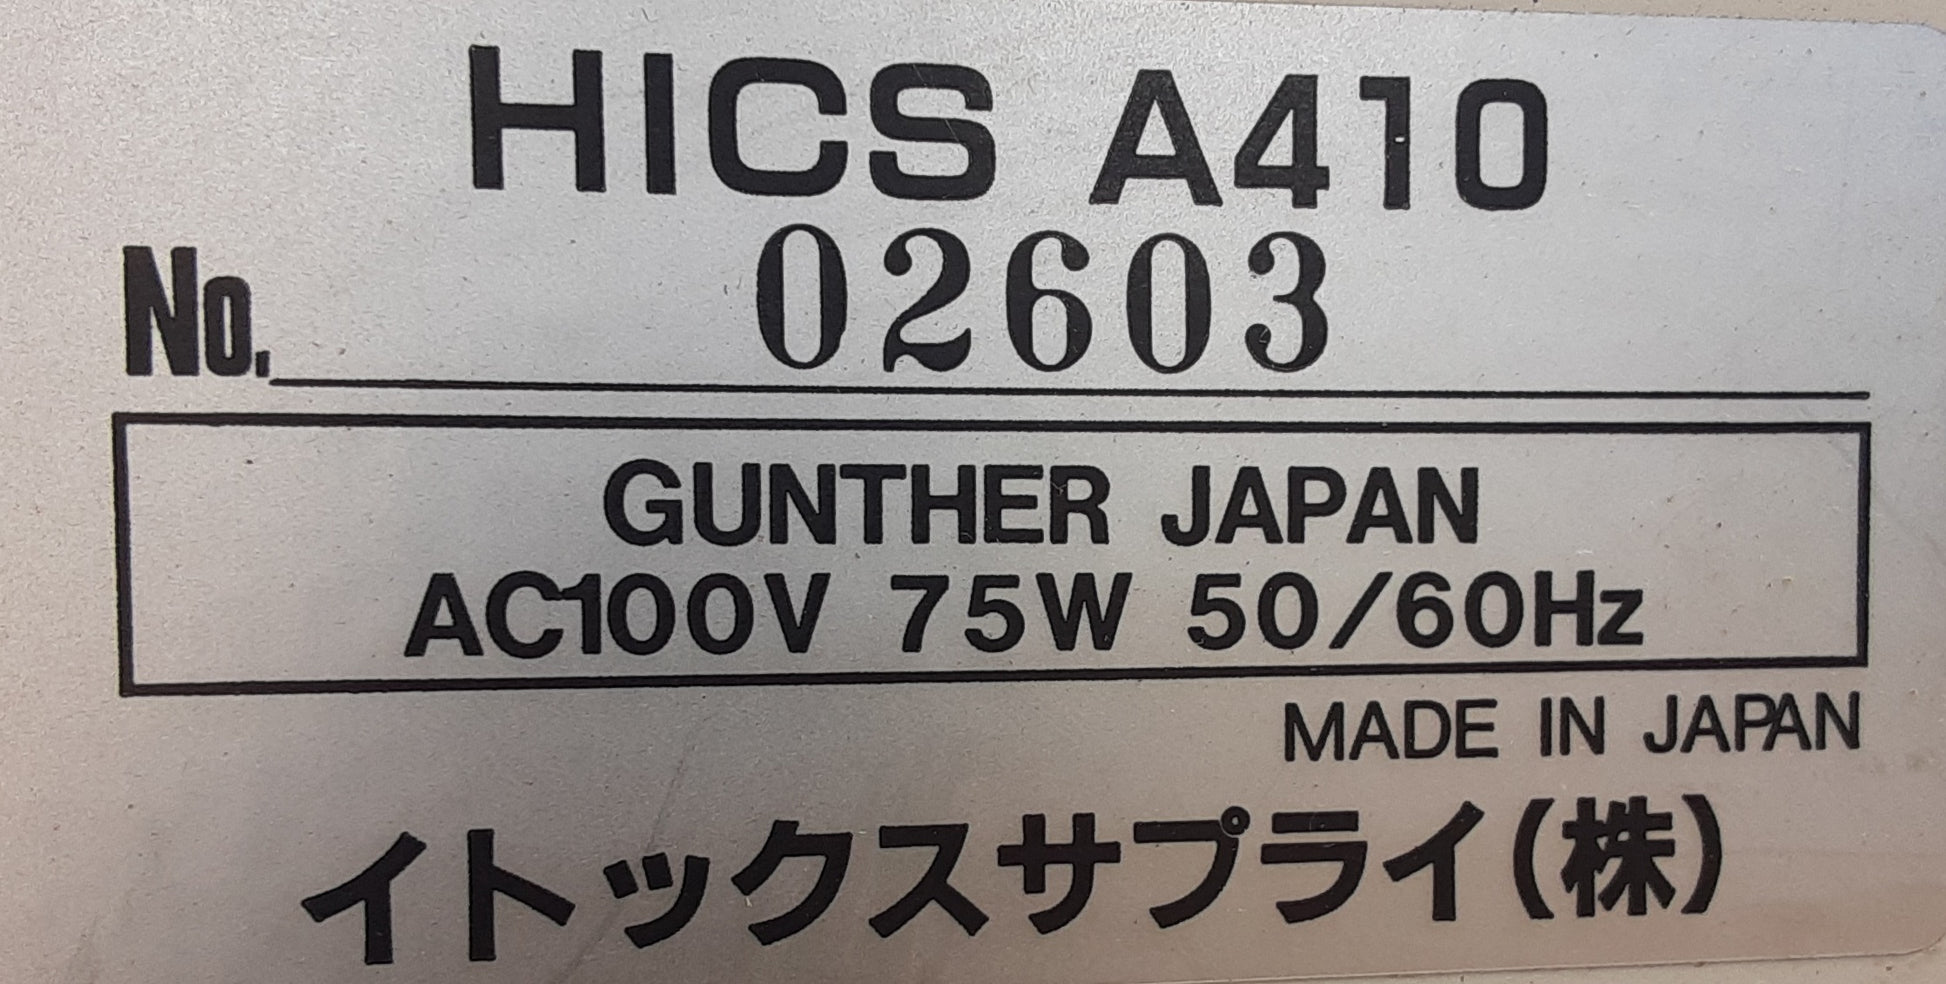 HICS A410
No. 02603
GUNTHER JAPAN
AC100V 75W 50/60Hz
MADE IN JAPAN
イトックスサプライ(株)